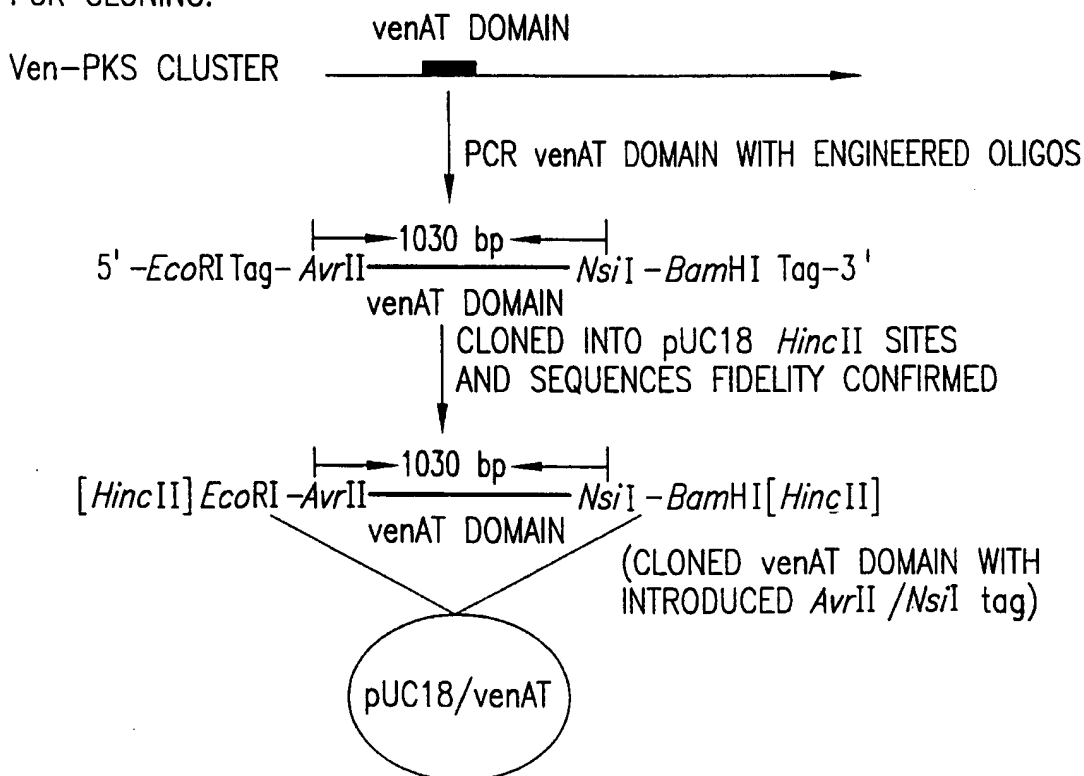 PCR CLONING:
venAT DOMAIN
Ven-PKS CLUSTER
PCR venAT DOMAIN WITH ENGINEERED OLIGOS
1030 bp
5' -EcoRI Tag- AvrII NsiI -BamHI Tag-3'
venAT DOMAIN
CLONED INTO pUC18 HincII SITES
AND SEQUENCES FIDELITY CONFIRMED
1030 bp
[HincII] EcoRI -AvrII NsiI -BamHI[HincII]
venAT DOMAIN
(CLONED venAT DOMAIN WITH
INTRODUCED AvrII /NsiI tag)
pUC18/venAT